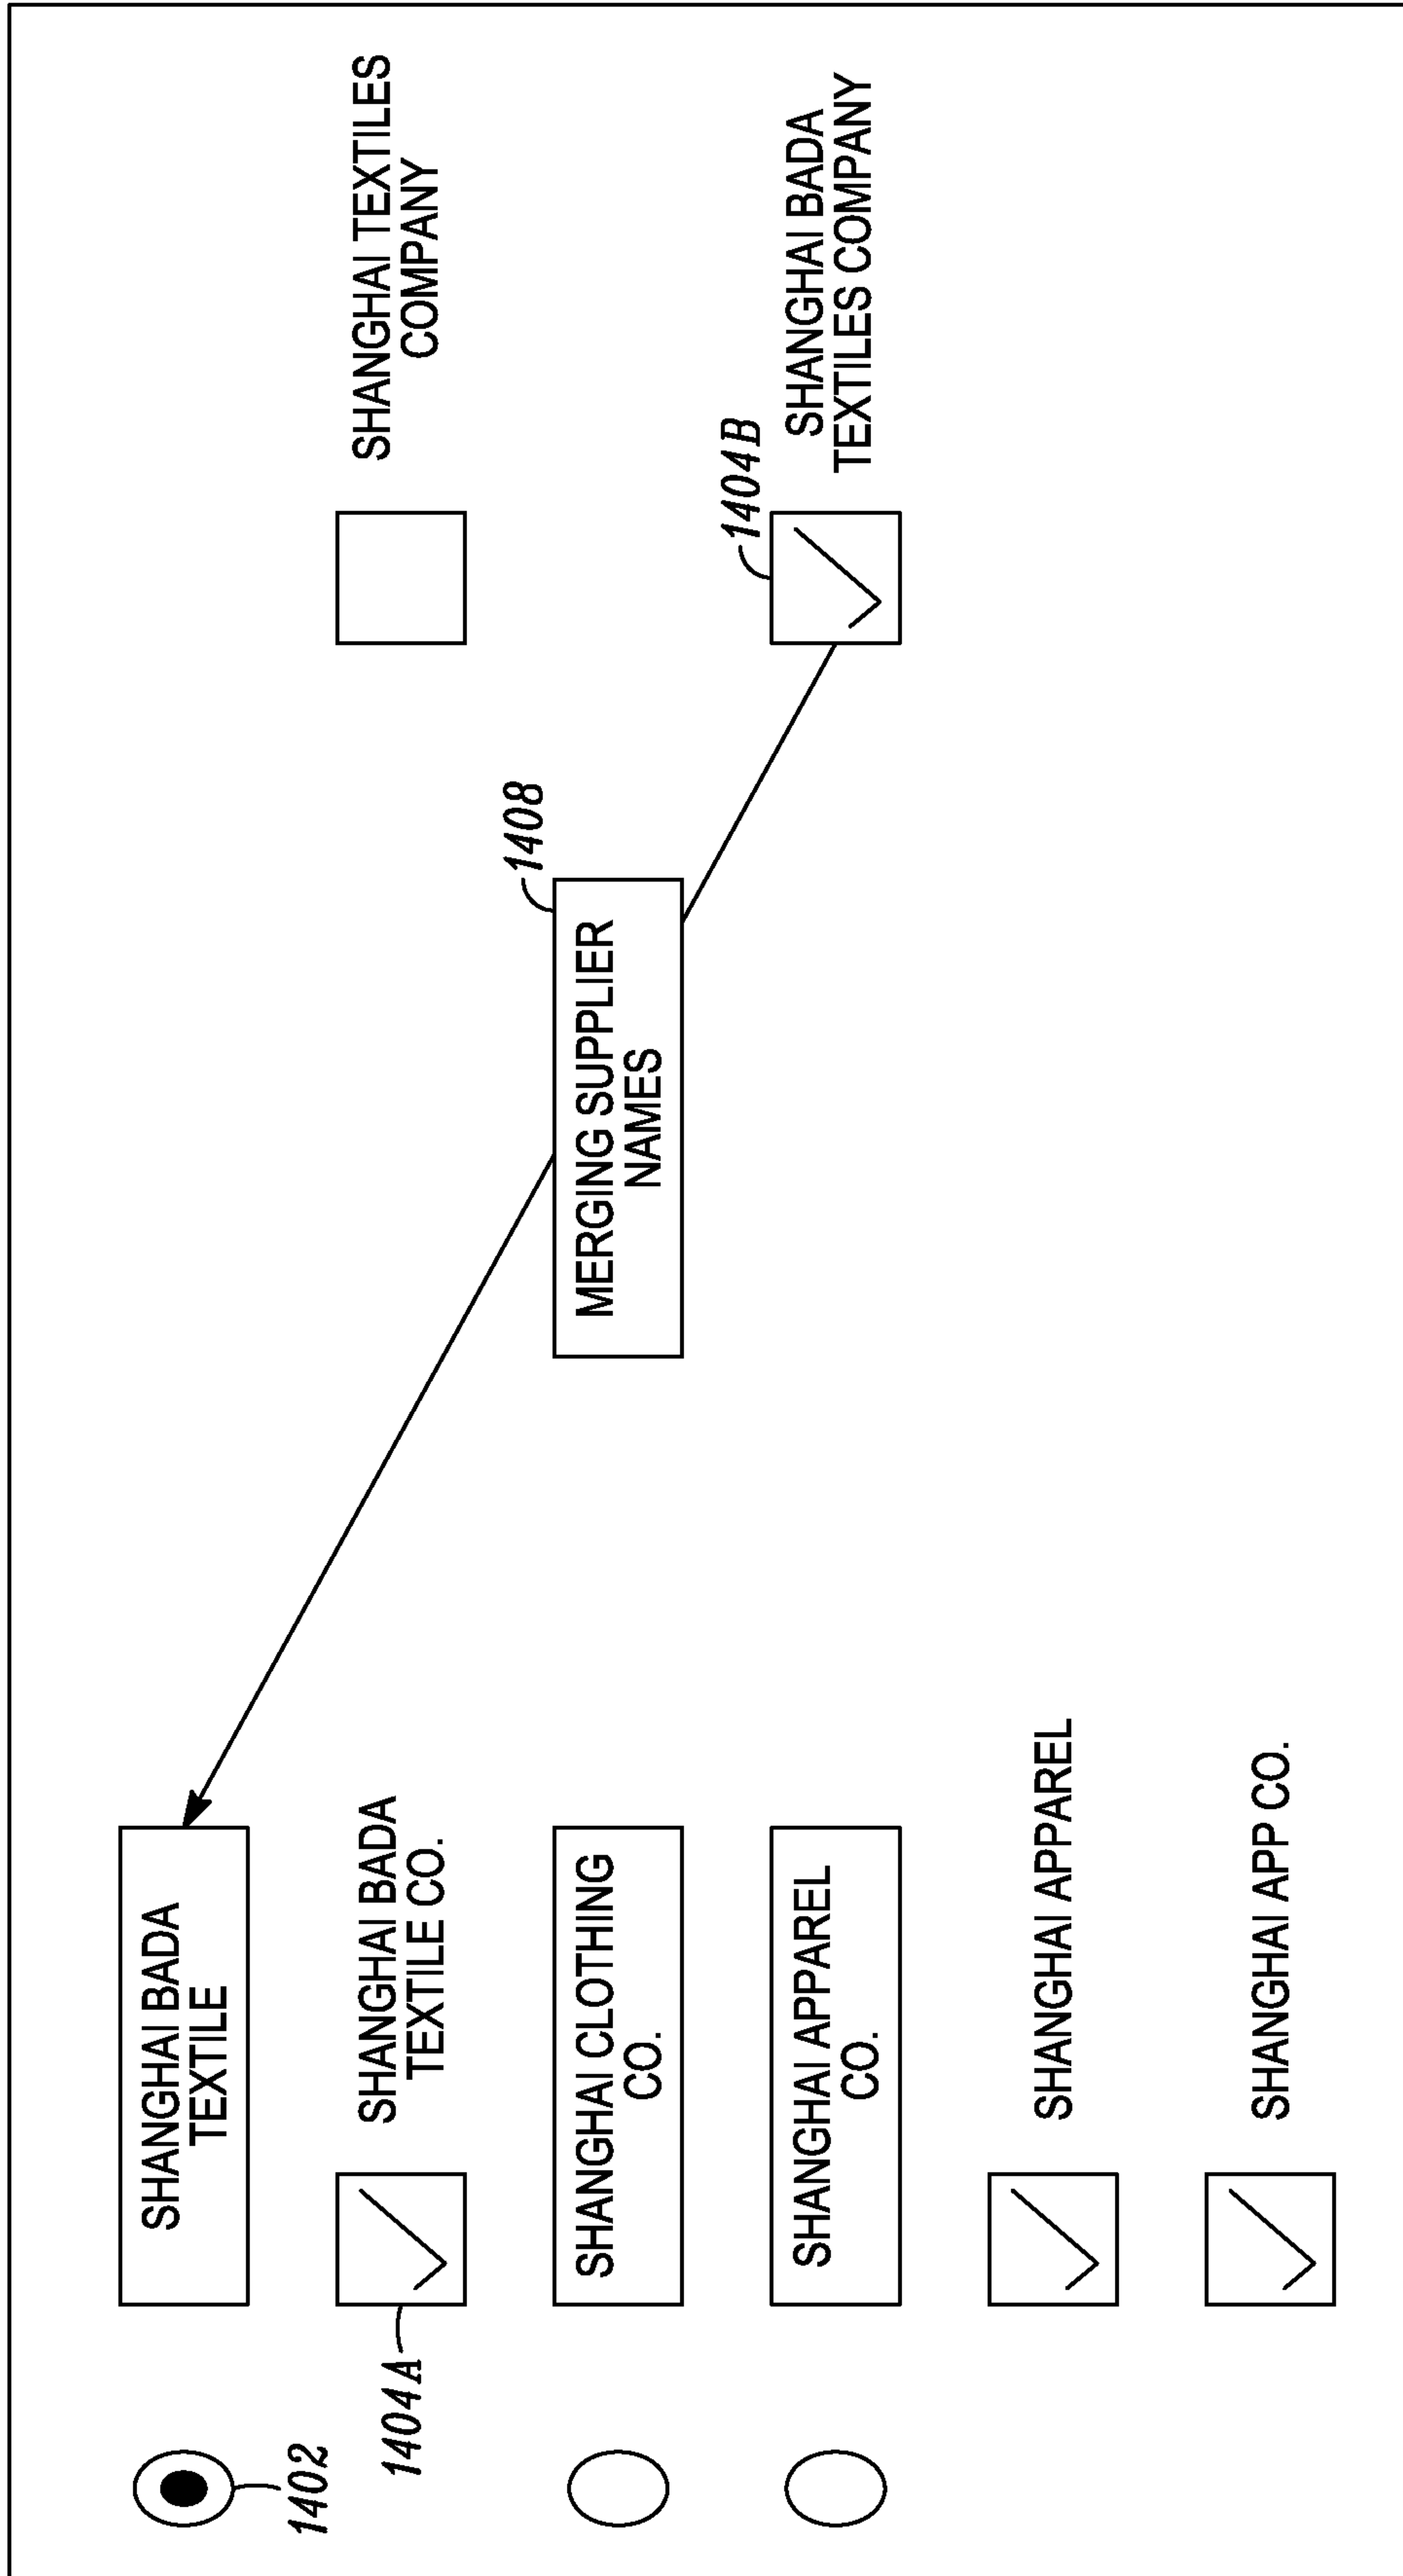 SHANGHAI BADA
TEXTILE
1402
SHANGHAI BADA
TEXTILE CO.
1404A
SHANGHAI TEXTILES
COMPANY
SHANGHAI CLOTHING
CO.
MERGING SUPPLIER
NAMES
1408
SHANGHAI APPAREL
CO.
1404B
SHANGHAI BADA
TEXTILES COMPANY
SHANGHAI APPAREL
SHANGHAI APP CO.